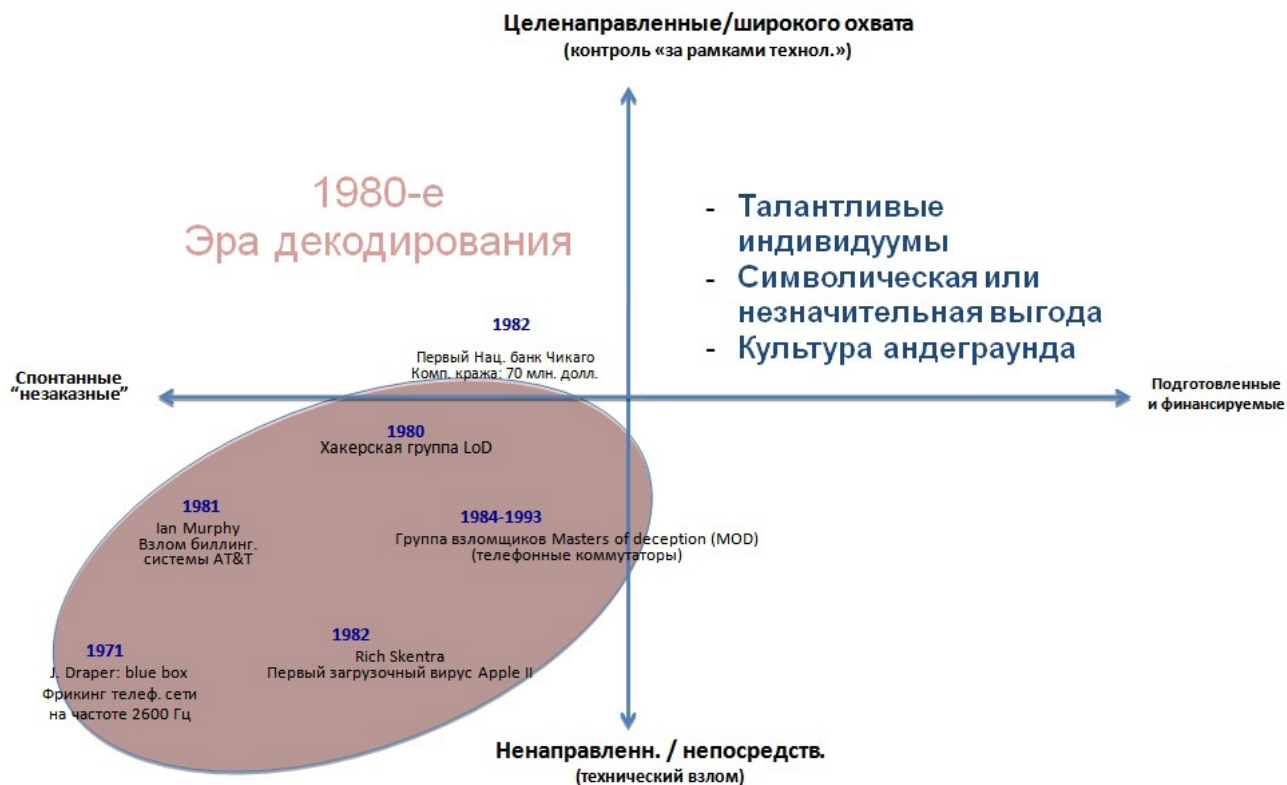 Целенаправленные/широкого охвата
(контроль «за рамками технол.»)
1980-е
Эра декодирования
- Талантливые
индивидуумы
- Символическая или
незначительная выгода
- Культура андеграунда
1982
Первый Нац. банк Чикаго
Комп. кража: 70 млн. долл.
Спонтанные
“незаказные”
Подготовленные
и финансируемые
1980
Хакерская группа LoD
1981
Ian Murphy
Взлом биллинг.
системы AT&T
1984-1993
Группа взломщиков Masters of deception (MOD)
(телефонные коммутаторы)
1971
J. Draper: blue box
Фрикинг телеф. сети
на частоте 2600 Гц
1982
Rich Skentra
Первый загрузочный вирус Apple II
Ненаправленн. / непосредств.
(технический взлом)